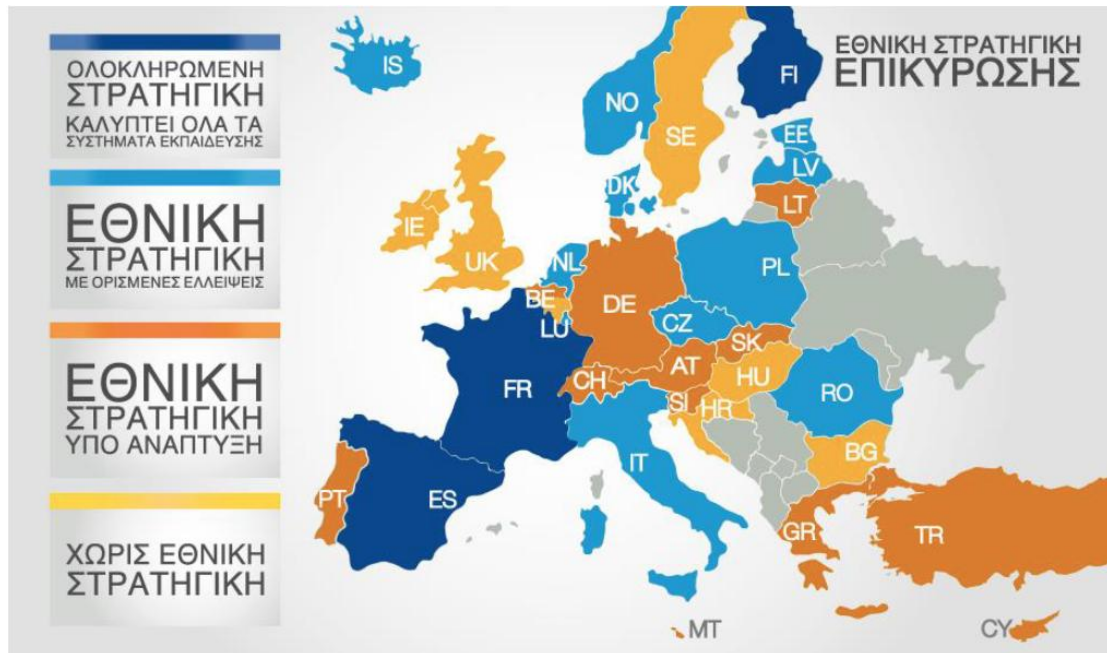 ΟΛΟΚΛΗΡΩΜΕΝΗ
ΣΤΡΑΤΗΓΙΚΗ
ΚΑΛΥΠΤΕΙ ΟΛΑ ΤΑ
ΣΥΣΤΗΜΑΤΑ ΕΚΠΑΙΔΕΥΣΗΣ
ΕΘΝΙΚΗ
ΣΤΡΑΤΗΓΙΚΗ
ΜΕ ΟΡΙΣΜΕΝΕΣ ΕΛΛΕΙΨΕΙΣ
ΕΘΝΙΚΗ
ΣΤΡΑΤΗΓΙΚΗ
ΥΠΟ ΑΝΑΠΤΥΞΗ
ΧΩΡΙΣ ΕΘΝΙΚΗ
ΣΤΡΑΤΗΓΙΚΗ
ΕΘΝΙΚΗ ΣΤΡΑΤΗΓΙΚΗ
ΕΠΙΚΥΡΩΣΗΣ
IS
FI
NO
SE
EE
LV
DK
LT
IE
UK
NL
PL
BE
DE
LU
CZ
SK
AT
FR
CH
HU
SI
HR
RO
IT
BG
PT
ES
GR
TR
MT
CY